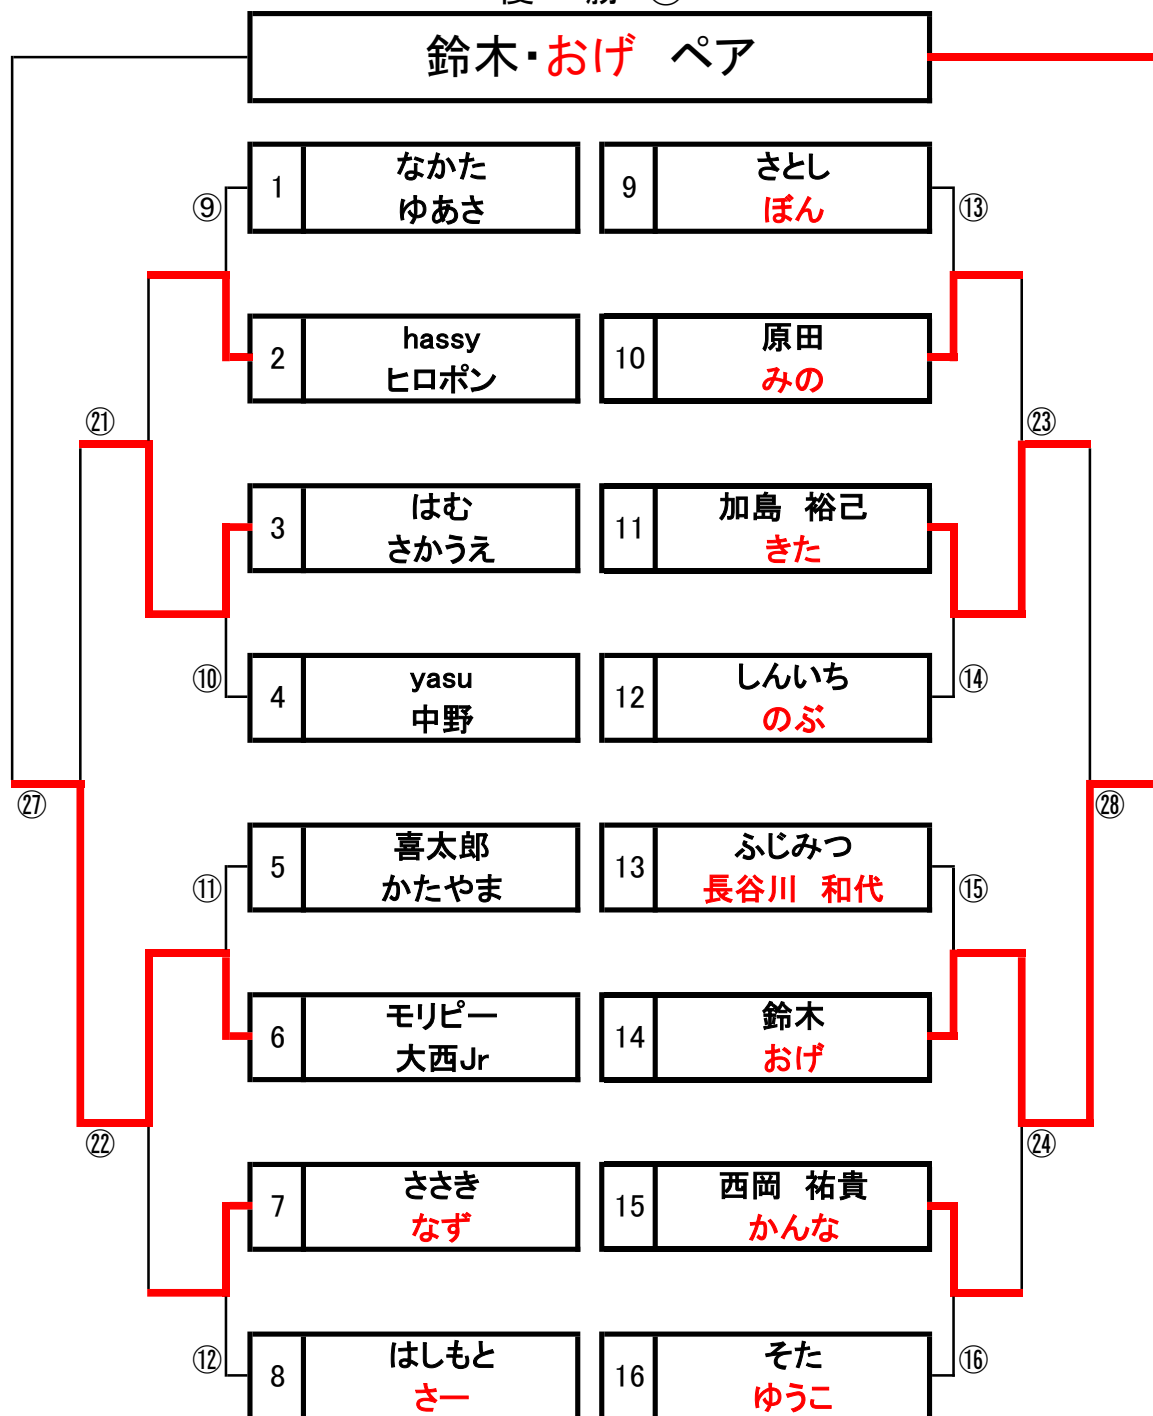 鈴木・おげ　ペア
1
なかた
ゆあさ
9
さとし
ぼん
⑨
⑬
2
hassy
ヒロポン
10
原田
みの
㉑
㉓
3
はむ
さかうえ
11
加島　裕己
きた
⑩
⑭
4
yasu
中野
12
しんいち
のぶ
㉗
㉘
5
喜太郎
かたやま
13
ふじみつ
長谷川　和代
⑪
⑮
6
モリピー
大西Jr
14
鈴木
おげ
㉒
㉔
7
ささき
なず
15
西岡　祐貴
かんな
⑫
⑯
8
はしもと
さー
16
そた
ゆうこ